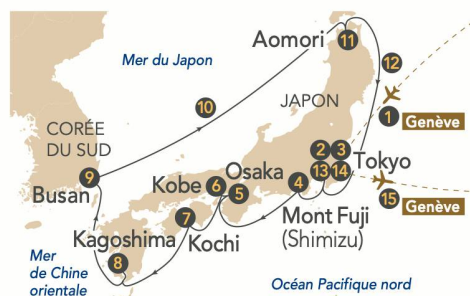 Aomori
11
Mer du Japon
12
10
JAPON
1
Genève
CORÉE
DU SUD
2
3
9
Osaka
13
14
Tokyo
Busan
Kobe
6
5
4
15
Genève
Mont Fuji
(Shimizu)
7
Kochi
Kagoshima
8
Mer
de Chine
orientale
Océan Pacifique nord